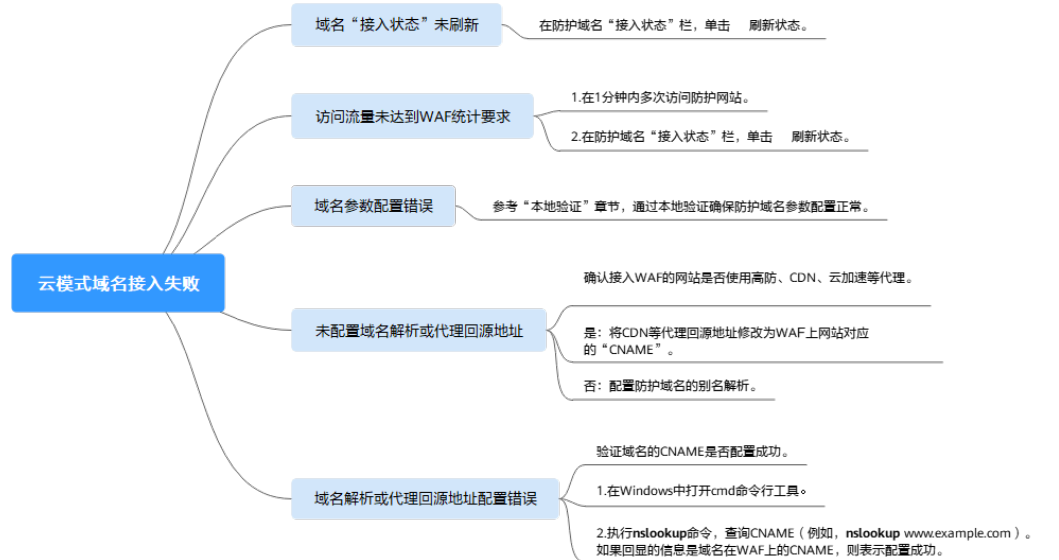 域名“接入状态”未刷新
在防护域名“接入状态”栏，单击 刷新状态。
访问流量未达到WAF统计要求
1.在1分钟内多次访问防护网站。
2.在防护域名“接入状态”栏，单击 刷新状态。
域名参数配置错误
参考“本地验证”章节，通过本地验证确保防护域名参数配置正常。
云模式域名接入失败
未配置域名解析或代理回源地址
确认接入WAF的网站是否使用高防、CDN、云加速等代理。
是：将CDN等代理回源地址修改为WAF上网站对应
的“CNAME”。
否：配置防护域名的别名解析。
域名解析或代理回源地址配置错误
验证域名的CNAME是否配置成功。
1.在Windows中打开cmd命令行工具。
2.执行nslookup命令，查询CNAME（例如，nslookup www.example.com）。
如果回显的信息是域名在WAF上的CNAME，则表示配置成功。